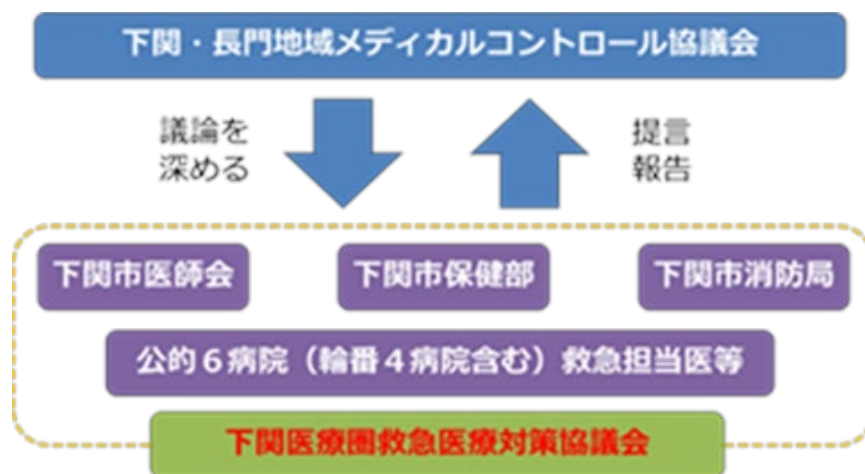 下関・長門地域メディカルコントロール協議会
議論を
深める
提言
報告
下関市医師会
下関市保健部
下関市消防局
公的６病院（輪番４病院含む）救急担当医等
下関医療圏救急医療対策協議会